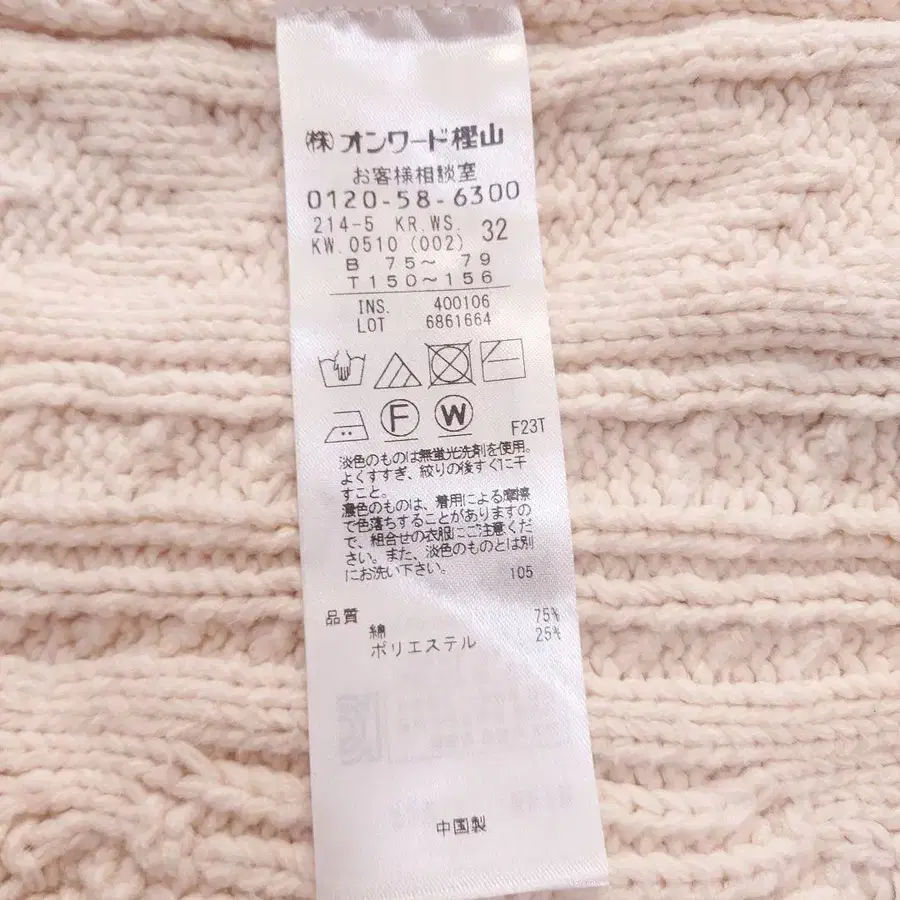 ㈱オンワード樫山
お客様相談室
0120-58-6300
214-5 KR.WS.
KW.0510 (002) 32
B 75～ 79
T150～156
INS. 400106
LOT 6861664
F W
F23T
淡色のものは無蛍光洗剤を使用。
よくすすぎ、絞りの後すぐに干
すこと。
濃色のものは、着用による摩擦
で色落ちすることがありますの
で、組合せの衣服にご注意くだ
さい。また、淡色のものとは別
にお洗い下さい。 105
品質
綿 75%
ポリエステル 25%
中国製